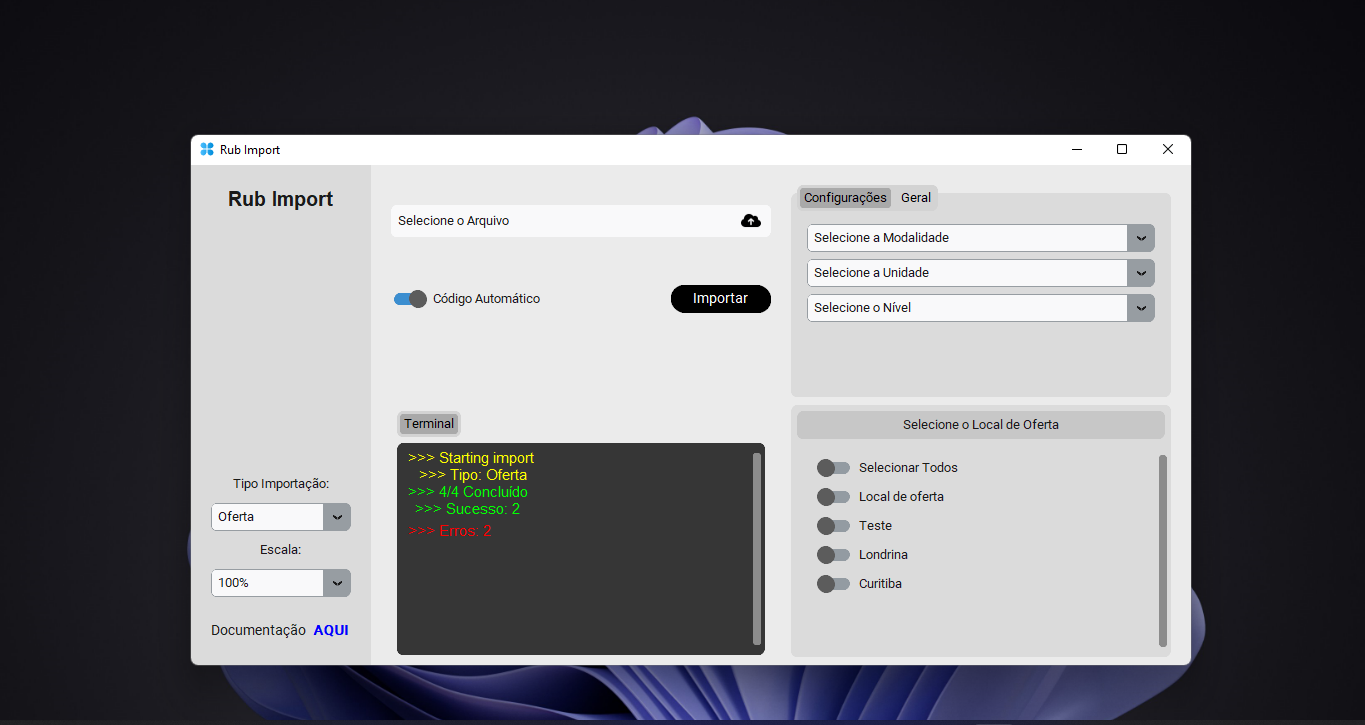 Rub Import
Rub Import
Tipo Importação:
Oferta
Escala:
100%
Documentação AQUI
Selecione o Arquivo
Código Automático
Importar
Terminal
>>> Starting import
>>> Tipo: Oferta
>>> 4/4 Concluído
>>> Sucesso: 2
>>> Erros: 2
Configurações Geral
Selecione a Modalidade
Selecione a Unidade
Selecione o Nível
Selecione o Local de Oferta
Selecionar Todos
Local de oferta
Teste
Londrina
Curitiba